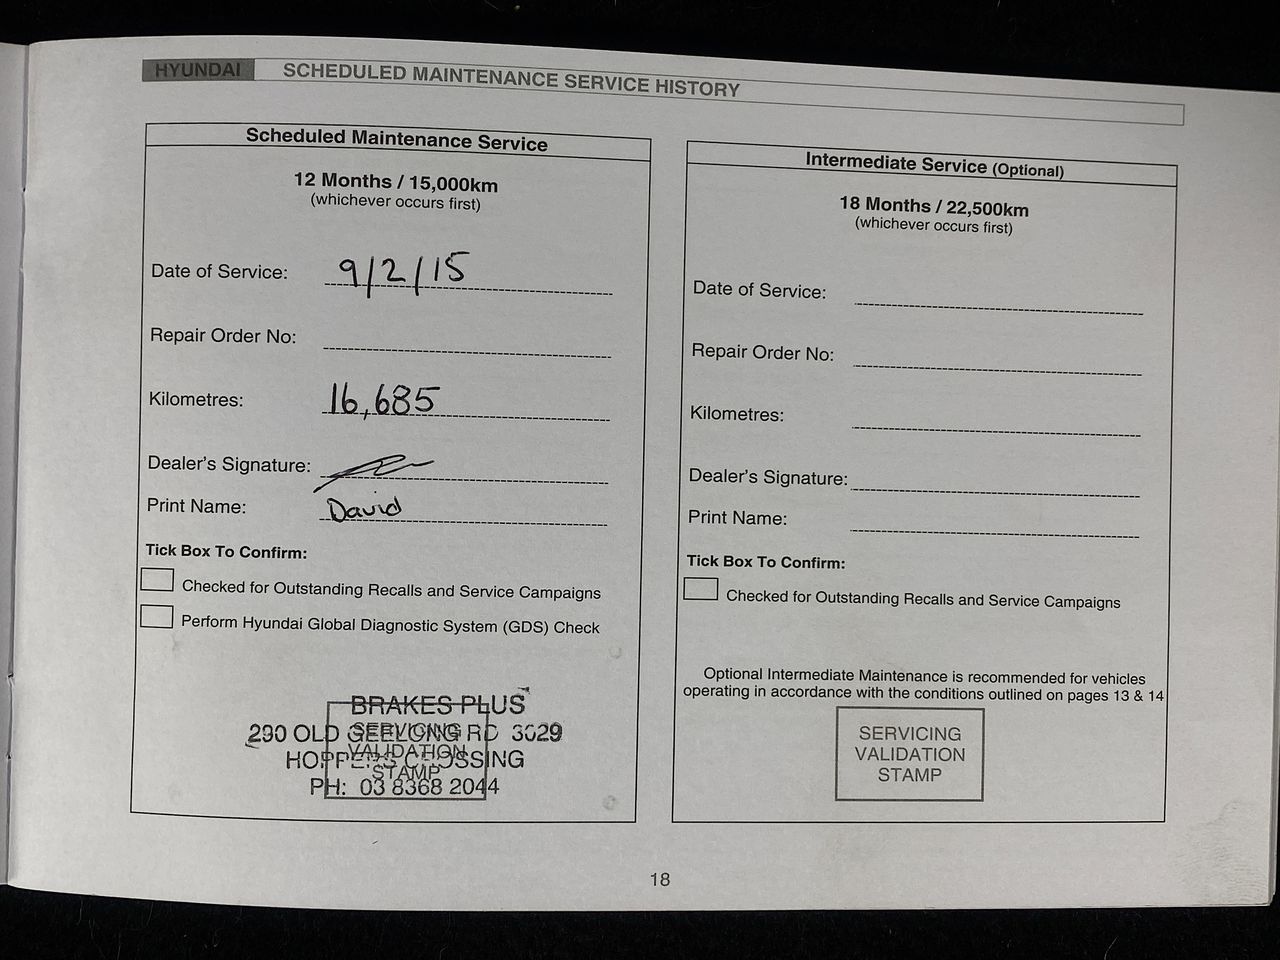 HYUNDAI SCHEDULED MAINTENANCE SERVICE HISTORY
Scheduled Maintenance Service
12 Months / 15,000km
(whichever occurs first)
Date of Service: 9/2/15
Repair Order No:
Kilometres: 16,685
Dealer's Signature:
Print Name: David
Tick Box To Confirm:
Checked for Outstanding Recalls and Service Campaigns
Perform Hyundai Global Diagnostic System (GDS) Check
BRAKES PLUS
290 OLD GEELONG RD 3029
HOPPERS CROSSING
PH: 03 8368 2044
SERVICING
VALIDATION
STAMP
Intermediate Service (Optional)
18 Months / 22,500km
(whichever occurs first)
Date of Service:
Repair Order No:
Kilometres:
Dealer's Signature:
Print Name:
Tick Box To Confirm:
Checked for Outstanding Recalls and Service Campaigns
Optional Intermediate Maintenance is recommended for vehicles
operating in accordance with the conditions outlined on pages 13 & 14
SERVICING
VALIDATION
STAMP
18